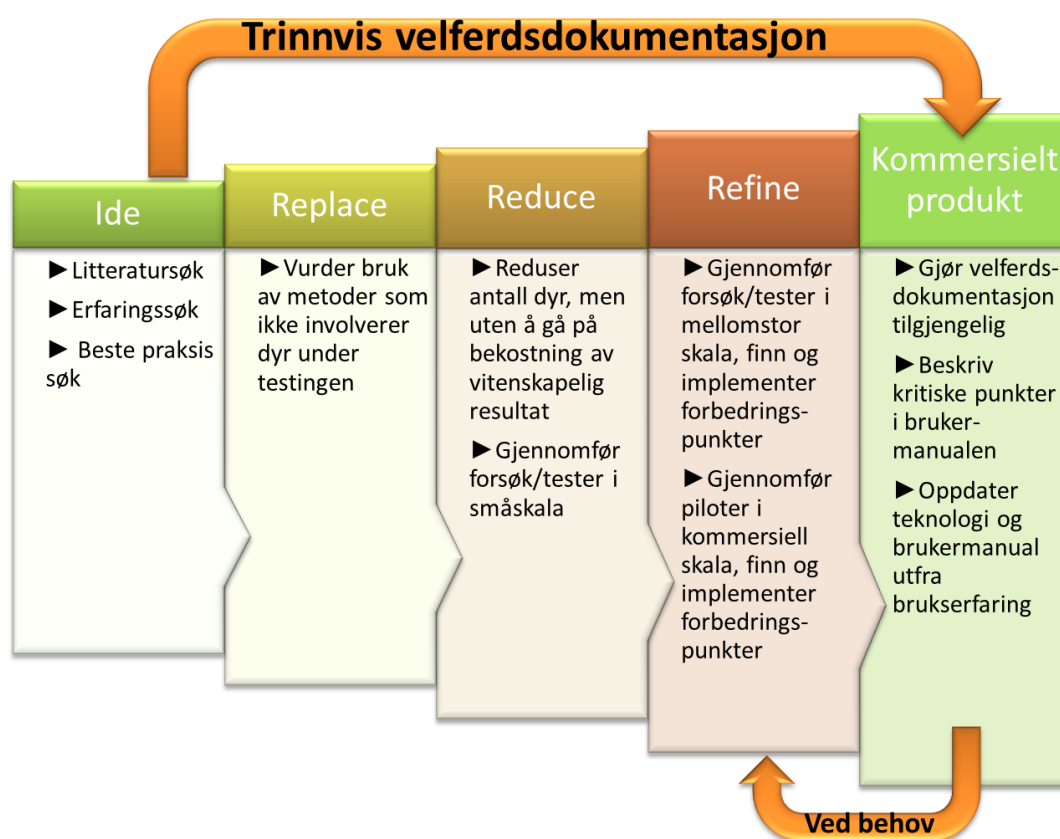 Trinnvis velferdsdokumentasjon
Ide
►Litteratursøk
►Erfaringssøk
► Beste praksis
søk
Replace
►Vurder bruk
av metoder som
ikke involverer
dyr under
testingen
Reduce
►Reduser
antall dyr, men
uten å gå på
bekostning av
vitenskapelig
resultat
►Gjennomfør
forsøk/tester i
småskala
Refine
►Gjennomfør
forsøk/tester i
mellomstor
skala, finn og
implementer
forbedrings-
punkter
►Gjennomfør
piloter i
kommersiell
skala, finn og
implementer
forbedrings-
punkter
Kommersielt
produkt
►Gjør velferds-
dokumentasjon
tilgjengelig
►Beskriv
kritiske punkter
i bruker-
manualen
►Oppdater
teknologi og
brukermanual
utfra
brukserfaring
Ved behov